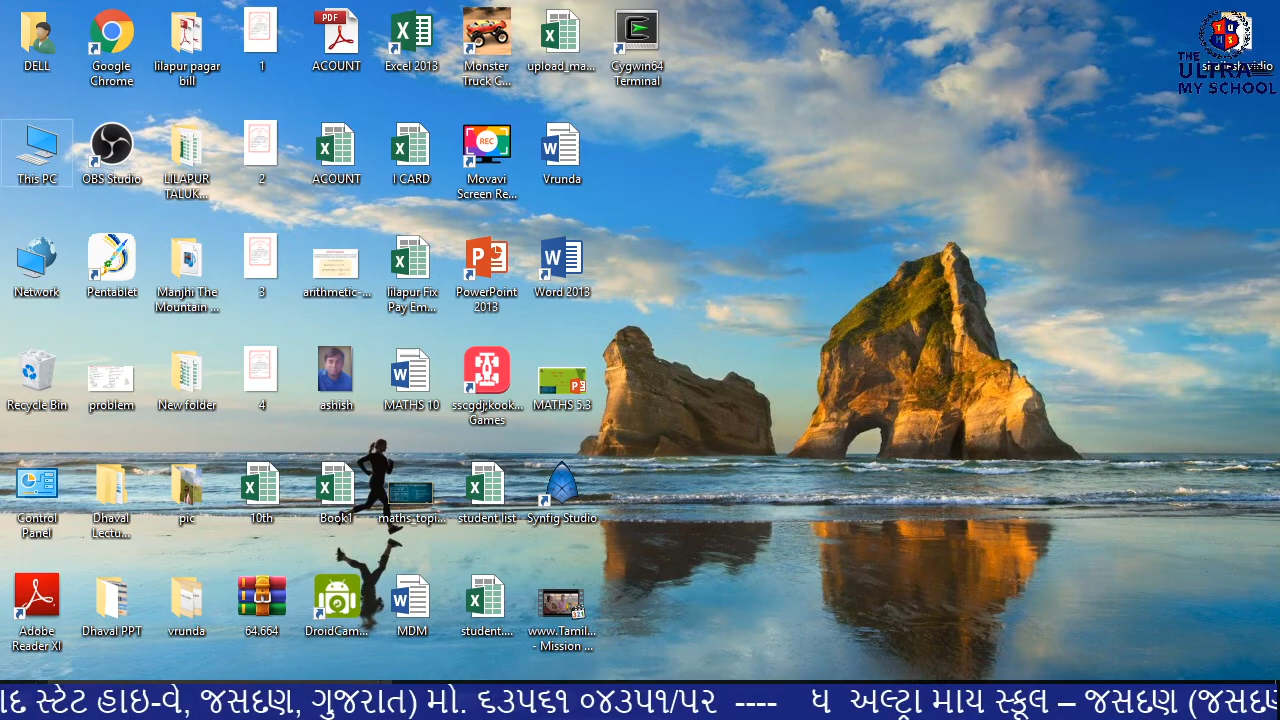 DELL
Google
Chrome
lilapur pagar
bill
1
ACOUNT
Excel 2013
Monster
Truck C...
upload_ma...
Cygwin64
Terminal
THE
ULTRA
MY SCHOOL
This PC
OBS Studio
LILAPUR
TALUK...
2
ACOUNT
I CARD
Movavi
Screen Re...
Vrunda
Network
Pentablet
Manjhi The
Mountain ...
3
arithmetic-...
lilapur Fix
Pay Em...
PowerPoint
2013
Word 2013
Recycle Bin
problem
New folder
4
ashish
MATHS 10
sscgdj;kook...
Games
MATHS 5.3
Control
Panel
Dhaval
Lectu...
pic
10th
Book1
maths_topi...
student list
Synfig Studio
Adobe
Reader XI
Dhaval PPT
vrunda
64.664
DroidCam...
MDM
student....
www.Tamil...
- Mission ...
સ્ટેટ હાઇ-વે, જસદણ, ગુજરાત) મો. ૬૩૫૬૧ ૦૪૩૫૧/૫૨ ---- ધ અલ્ટ્રા માય સ્કૂલ – જસદણ